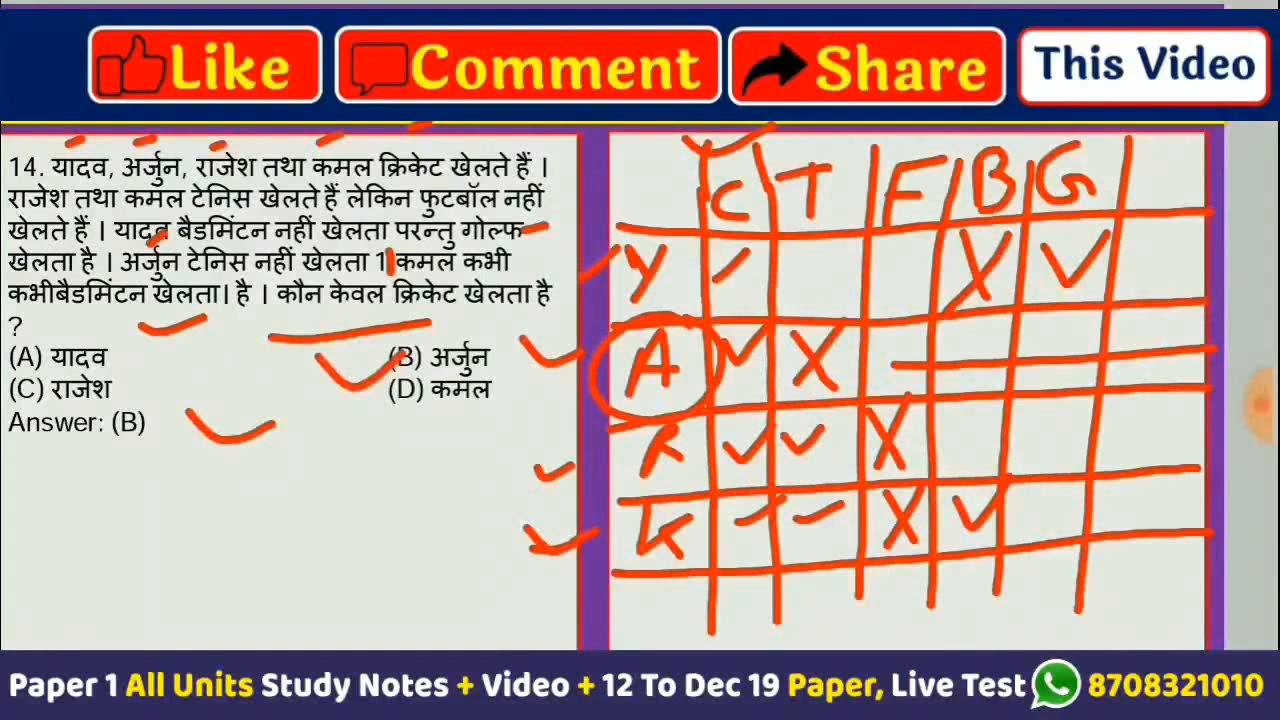 Like Comment Share This Video
14. यादव, अर्जुन, राजेश तथा कमल क्रिकेट खेलते हैं ।
राजेश तथा कमल टेनिस खेलते हैं लेकिन फुटबॉल नहीं
खेलते हैं । यादव बैडमिंटन नहीं खेलता परन्तु गोल्फ
खेलता है । अर्जुन टेनिस नहीं खेलता 1 कमल कभी
कभीबैडमिंटन खेलता। है । कौन केवल क्रिकेट खेलता है
?
(A) यादव (B) अर्जुन
(C) राजेश (D) कमल
Answer: (B)
C T F B G
Y
A
R
K
Paper 1 All Units Study Notes + Video + 12 To Dec 19 Paper, Live Test 8708321010